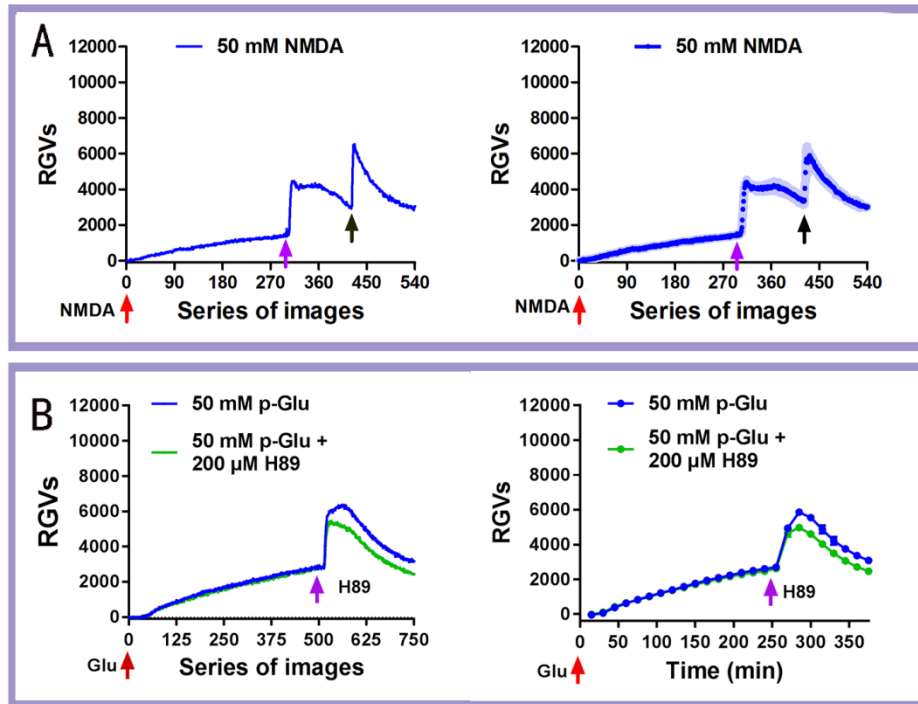 A
50 mM NMDA
12000
10000
8000
6000
4000
2000
0
RGVs
0 90 180 270 360 450 540
NMDA
Series of images
50 mM NMDA
12000
10000
8000
6000
4000
2000
0
RGVs
0 90 180 270 360 450 540
NMDA
Series of images
B
50 mM p-Glu
50 mM p-Glu +
200 µM H89
12000
10000
8000
6000
4000
2000
0
RGVs
H89
0 125 250 375 500 625 750
Glu
Series of images
50 mM p-Glu
50 mM p-Glu +
200 µM H89
12000
10000
8000
6000
4000
2000
0
RGVs
H89
0 50 100 150 200 250 300 350
Glu
Time (min)